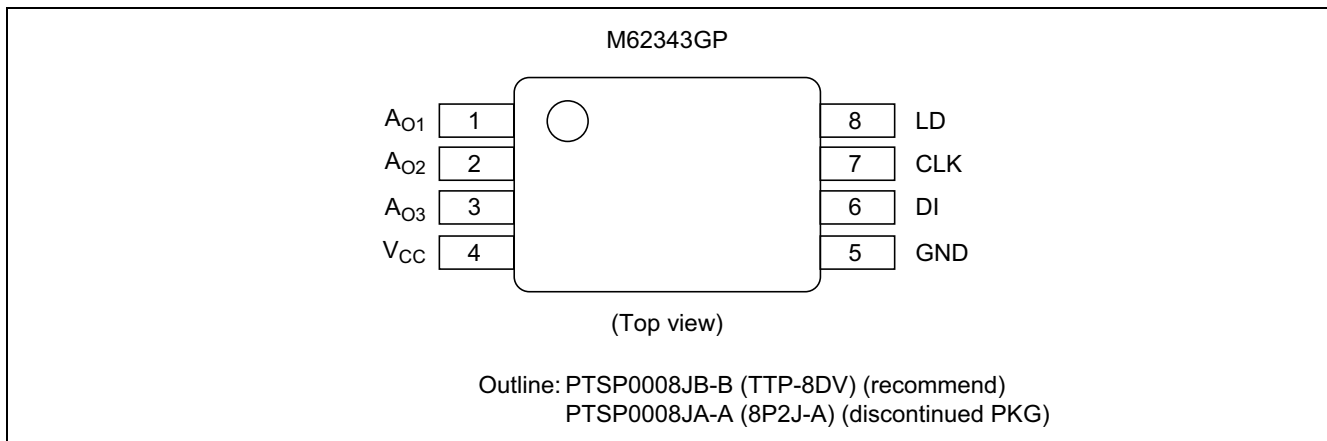 M62343GP
A_O1 1 8 LD
A_O2 2 7 CLK
A_O3 3 6 DI
V_CC 4 5 GND
(Top view)
Outline: PTSP0008JB-B (TTP-8DV) (recommend)
PTSP0008JA-A (8P2J-A) (discontinued PKG)